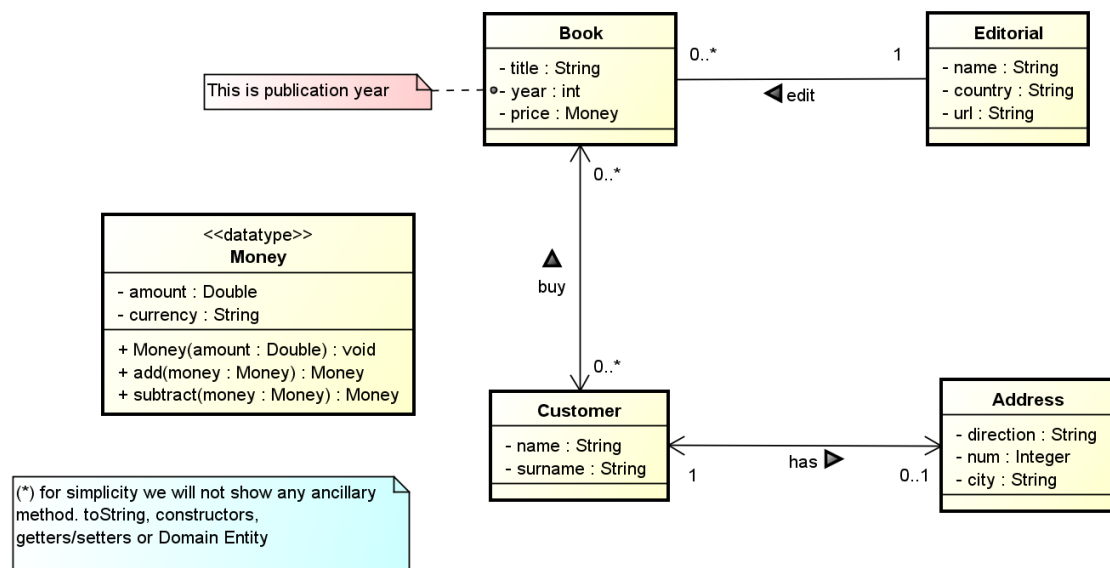 Book
- title : String
- year : int
- price : Money
0..*
1
edit
Editorial
- name : String
- country : String
- url : String
This is publication year
0..*
buy
0..*
<<datatype>>
Money
- amount : Double
- currency : String
+ Money(amount : Double) : void
+ add(money : Money) : Money
+ subtract(money : Money) : Money
Customer
- name : String
- surname : String
1
has
0..1
Address
- direction : String
- num : Integer
- city : String
(*) for simplicity we will not show any ancillary
method. toString, constructors,
getters/setters or Domain Entity